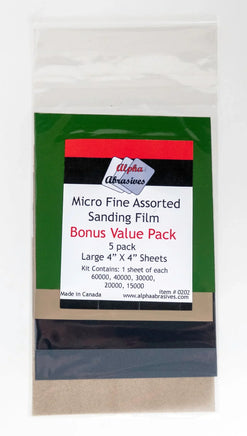 Alpha
Abrasives
Micro Fine Assorted
Sanding Film
Bonus Value Pack
5 pack
Large 4” X 4” Sheets
Kit Contains: 1 sheet of each
60000, 40000, 30000,
20000, 15000
item # 0202
Made in Canada
www.alphaabrasives.com